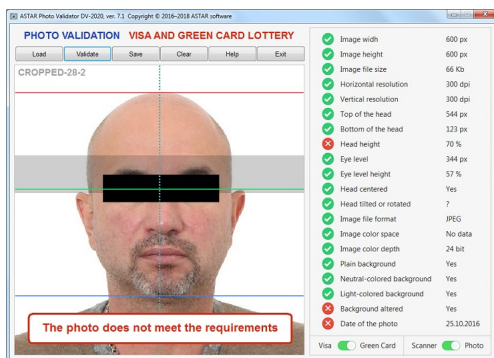 ASTAR Photo Validator DV-2020, ver. 7.1 Copyright © 2016-2018 ASTAR software
PHOTO VALIDATION VISA AND GREEN CARD LOTTERY
Load Validate Save Clear Help Exit
CROPPED-28-2
The photo does not meet the requirements
Image widh 600 px
Image height 600 px
Image file size 66 Kb
Horizontal resolution 300 dpi
Vertical resolution 300 dpi
Top of the head 544 px
Bottom of the head 123 px
Head height 70 %
Eye level 344 px
Eye level height 57 %
Head centered Yes
Head tilted or rotated ?
Image file format JPEG
Image color space No data
Image color depth 24 bit
Plain background Yes
Neutral-colored background Yes
Light-colored background Yes
Background altered Yes
Date of the photo 25.10.2016
Visa Green Card Scanner Photo